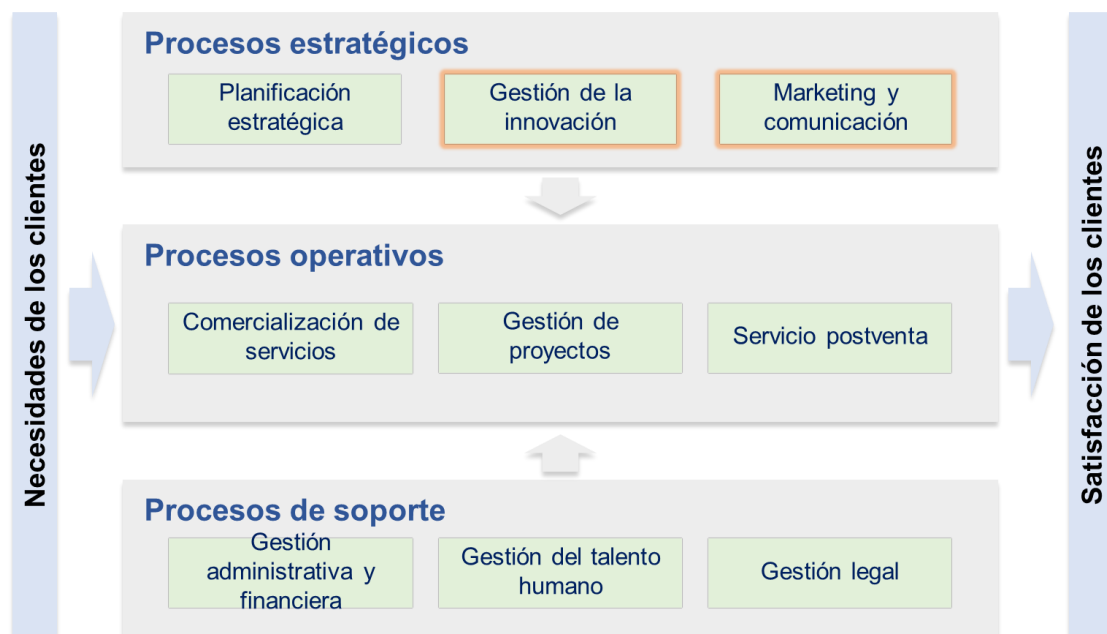 Necesidades de los clientes
Procesos estratégicos
Planificación
estratégica
Gestión de la
innovación
Marketing y
comunicación
Procesos operativos
Comercialización de
servicios
Gestión de
proyectos
Servicio postventa
Procesos de soporte
Gestión
administrativa y
financiera
Gestión del talento
humano
Gestión legal
Satisfacción de los clientes